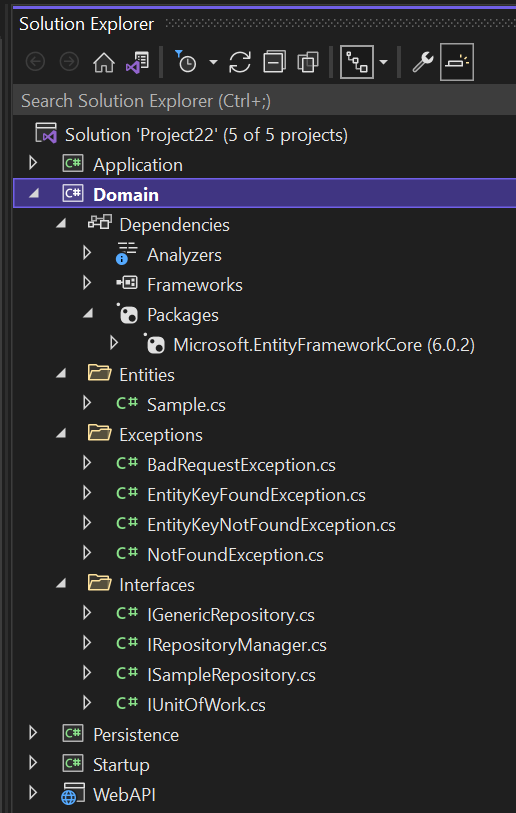 Solution Explorer
Search Solution Explorer (Ctrl+;)
Solution 'Project22' (5 of 5 projects)
C# Application
C# Domain
Dependencies
Analyzers
Frameworks
Packages
Microsoft.EntityFrameworkCore (6.0.2)
Entities
C# Sample.cs
Exceptions
C# BadRequestException.cs
C# EntityKeyFoundException.cs
C# EntityKeyNotFoundException.cs
C# NotFoundException.cs
Interfaces
C# IGenericRepository.cs
C# IRepositoryManager.cs
C# ISampleRepository.cs
C# IUnitOfWork.cs
C# Persistence
C# Startup
WebAPI